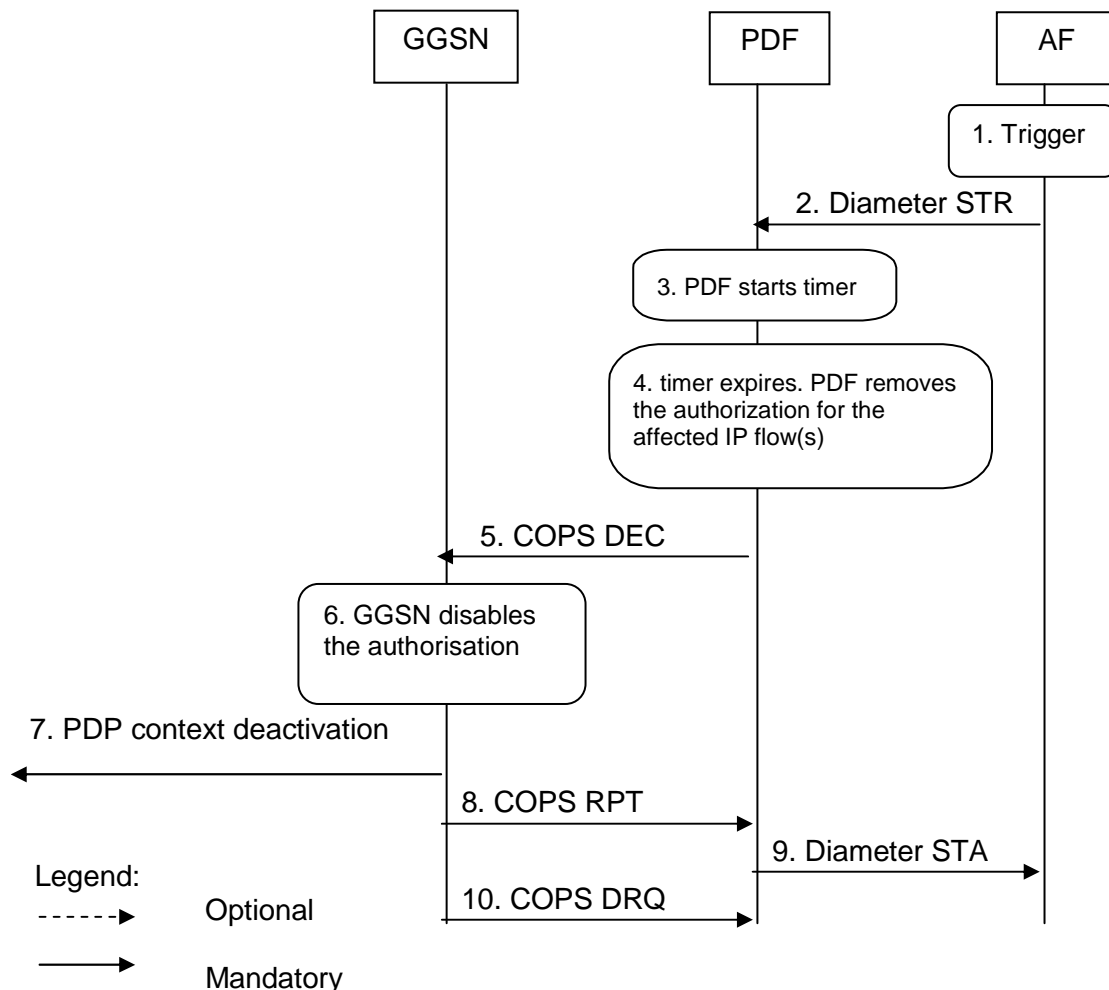 GGSN
PDF
AF
1. Trigger
2. Diameter STR
3. PDF starts timer
4. timer expires. PDF removes
the authorization for the
affected IP flow(s)
5. COPS DEC
6. GGSN disables
the authorisation
7. PDP context deactivation
8. COPS RPT
9. Diameter STA
10. COPS DRQ
Legend:
Optional
Mandatory